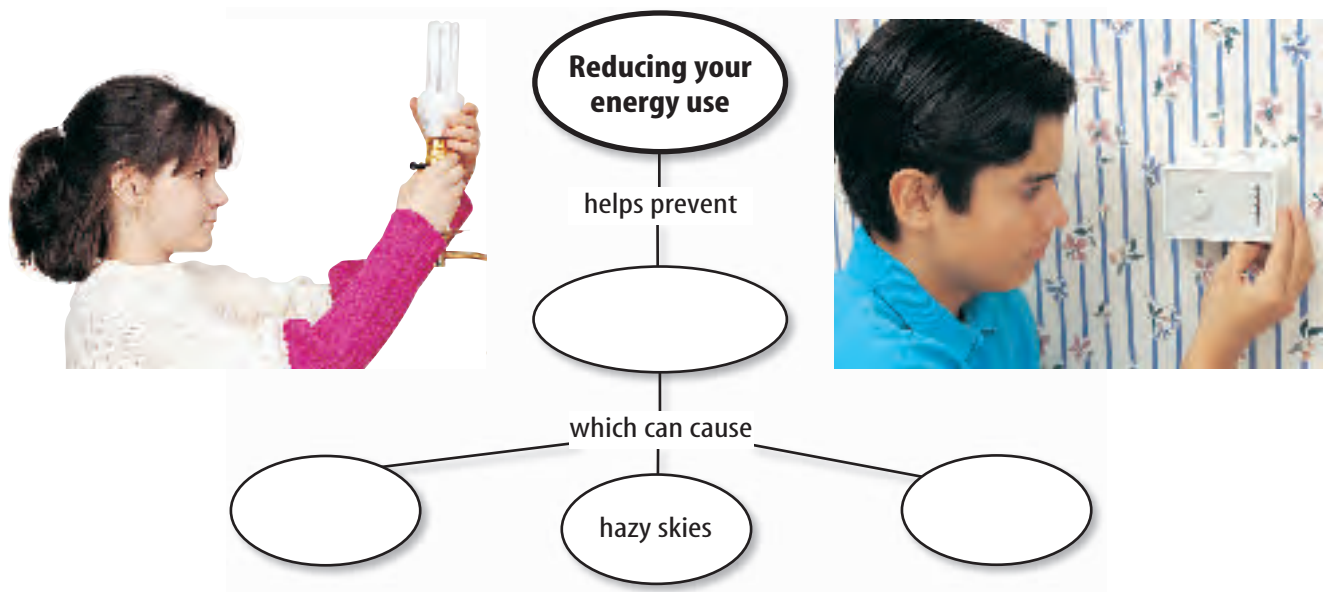 Reducing your
energy use
helps prevent
which can cause
hazy skies